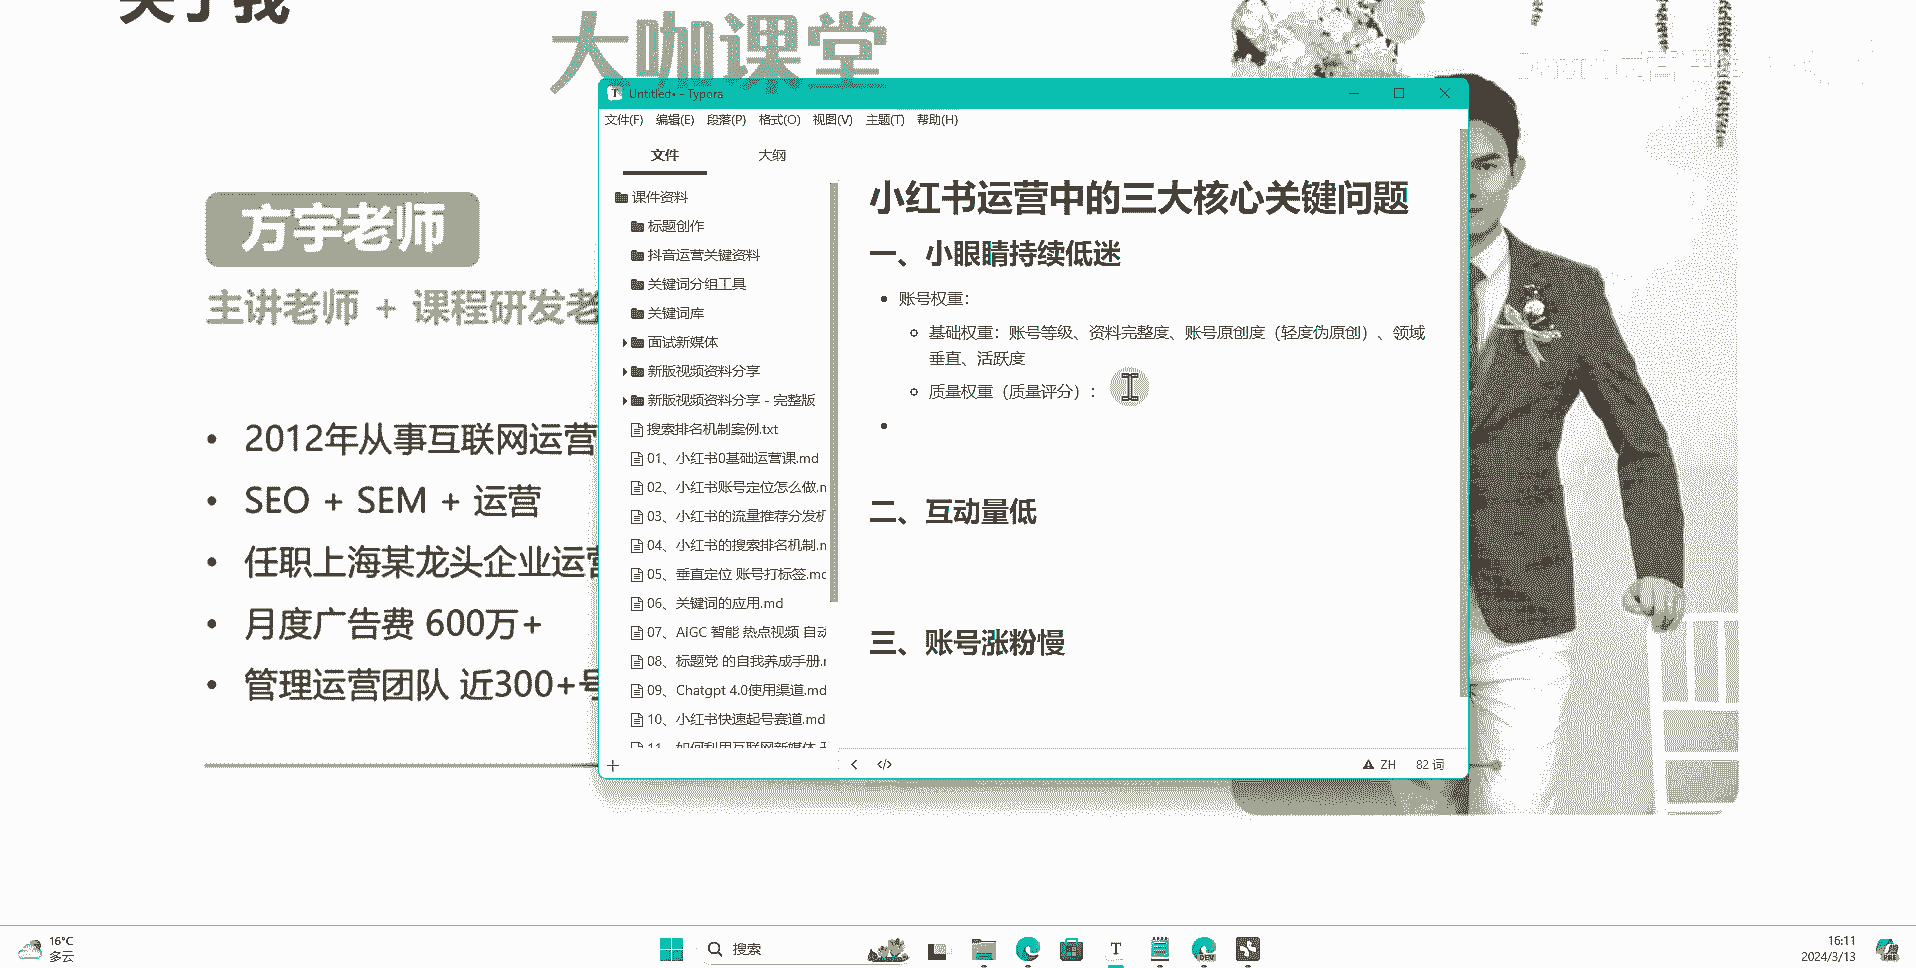 关于我
大咖课堂
方宇老师
主讲老师 + 课程研发老
2012年从事互联网运营
SEO + SEM + 运营
任职上海某龙头企业运营
月度广告费 600万+
管理运营团队 近300+号
Untitled• - Typora
文件(F) 编辑(E) 段落(P) 格式(O) 视图(V) 主题(T) 帮助(H)
文件 大纲
课件资料
标题创作
抖音运营关键资料
关键词分组工具
关键词库
面试新媒体
新版视频资料分享
新版视频资料分享 - 完整版
搜索排名机制案例.txt
01、小红书0基础运营课.md
02、小红书账号定位怎么做.n
03、小红书的流量推荐分发机
04、小红书的搜索排名机制.n
05、垂直定位 账号打标签.mc
06、关键词的应用.md
07、AIGC 智能 热点视频 自动
08、标题党 的自我养成手册.r
09、Chatgpt 4.0使用渠道.md
10、小红书快速起号赛道.md
11、如何利用互联网新媒体
小红书运营中的三大核心关键问题
一、小眼睛持续低迷
账号权重：
基础权重：账号等级、资料完整度、账号原创度（轻度伪原创）、领域
垂直、活跃度
质量权重（质量评分）：
二、互动量低
三、账号涨粉慢
ZH 82 词
16°C
多云
搜索
16:11
2024/3/13